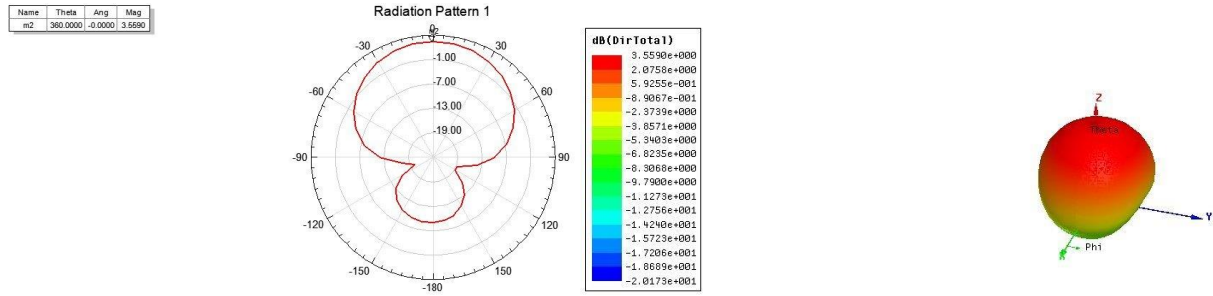 Name Theta Ang Mag
m2 360.0000 -0.0000 3.5590
Radiation Pattern 1
0
-30 30
-1.00
-7.00
-60 60
-13.00
-19.00
-90 90
-120 120
-150 150
-180
dB(DirTotal)
3.5590e+000
2.0758e+000
5.9255e-001
-8.9067e-001
-2.3739e+000
-3.8571e+000
-5.3403e+000
-6.8235e+000
-8.3068e+000
-9.7900e+000
-1.1273e+001
-1.2756e+001
-1.4240e+001
-1.5723e+001
-1.7206e+001
-1.8689e+001
-2.0173e+001
Z
Theta
Y
Phi